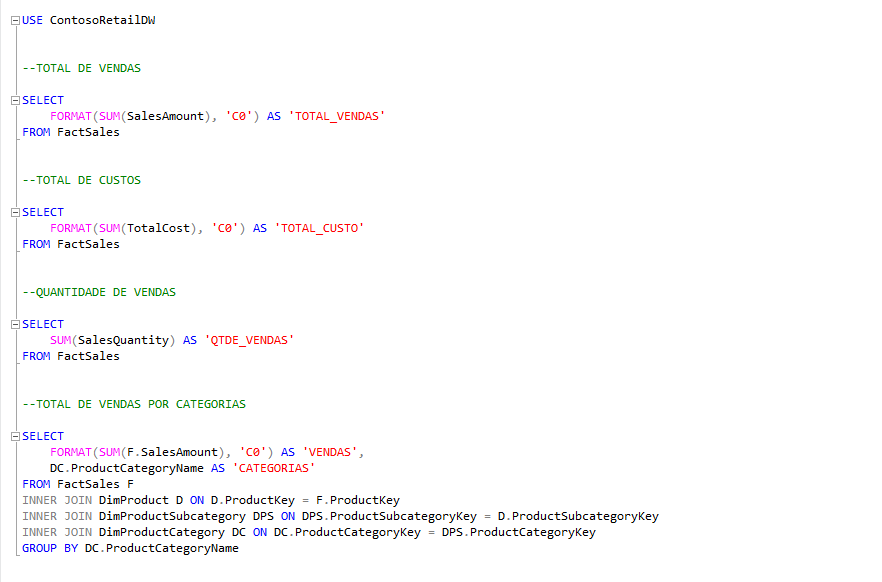 USE ContosoRetailDW
--TOTAL DE VENDAS
SELECT
FORMAT(SUM(SalesAmount), 'C0') AS 'TOTAL_VENDAS'
FROM FactSales
--TOTAL DE CUSTOS
SELECT
FORMAT(SUM(TotalCost), 'C0') AS 'TOTAL_CUSTO'
FROM FactSales
--QUANTIDADE DE VENDAS
SELECT
SUM(SalesQuantity) AS 'QTDE_VENDAS'
FROM FactSales
--TOTAL DE VENDAS POR CATEGORIAS
SELECT
FORMAT(SUM(F.SalesAmount), 'C0') AS 'VENDAS',
DC.ProductCategoryName AS 'CATEGORIAS'
FROM FactSales F
INNER JOIN DimProduct D ON D.ProductKey = F.ProductKey
INNER JOIN DimProductSubcategory DPS ON DPS.ProductSubcategoryKey = D.ProductSubcategoryKey
INNER JOIN DimProductCategory DC ON DC.ProductCategoryKey = DPS.ProductCategoryKey
GROUP BY DC.ProductCategoryName